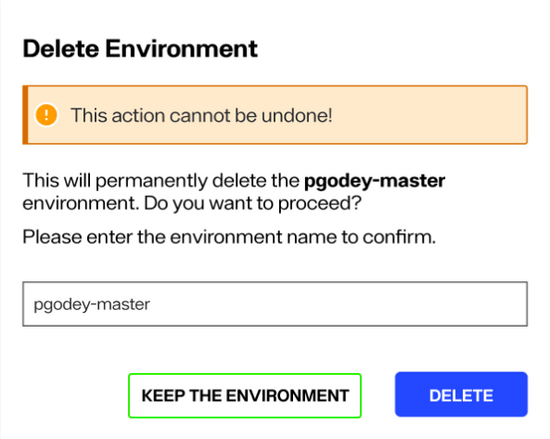 Delete Environment
This action cannot be undone!
This will permanently delete the pgodey-master
environment. Do you want to proceed?
Please enter the environment name to confirm.
pgodey-master
KEEP THE ENVIRONMENT
DELETE